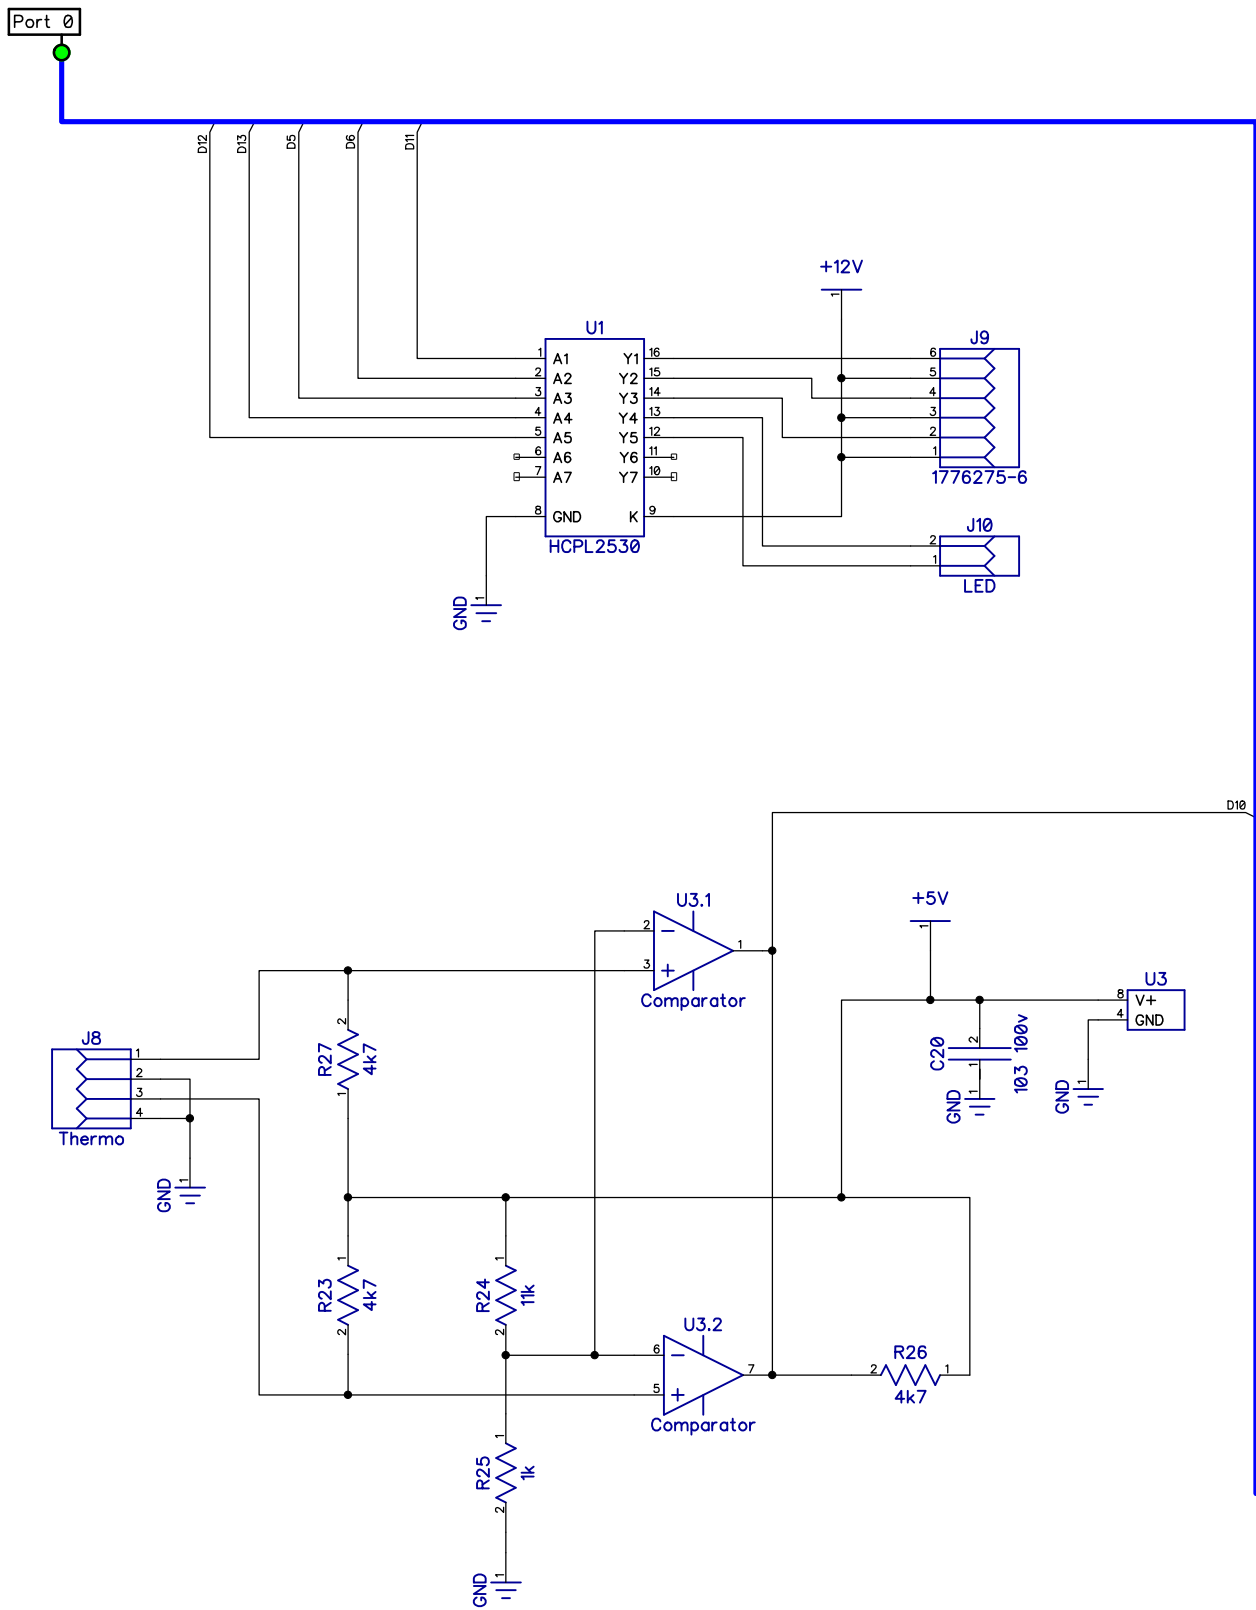 Port 0
D12 D13 D5 D6 D11
+12V
1
U1
J9
1 A1 Y1 16 6
2 A2 Y2 15 5
3 A3 Y3 14 4
4 A4 Y4 13 3
5 A5 Y5 12 2
6 A6 Y6 11 1
7 A7 Y7 10
1776275-6
8 GND K 9
J10
HCPL2530
2
1
LED
GND 1
D10
U3.1
+5V
1
2
1
3
Comparator
U3
8 V+
4 GND
C20 2 1 103 100v
GND 1
GND 1
J8
1
2
3
4
Thermo
GND 1
R27 2 1 4k7
R23 1 2 4k7
R24 1 2 11k
U3.2
6
7
5
Comparator
R26
2 1
4k7
R25 1 2 1k
GND 1